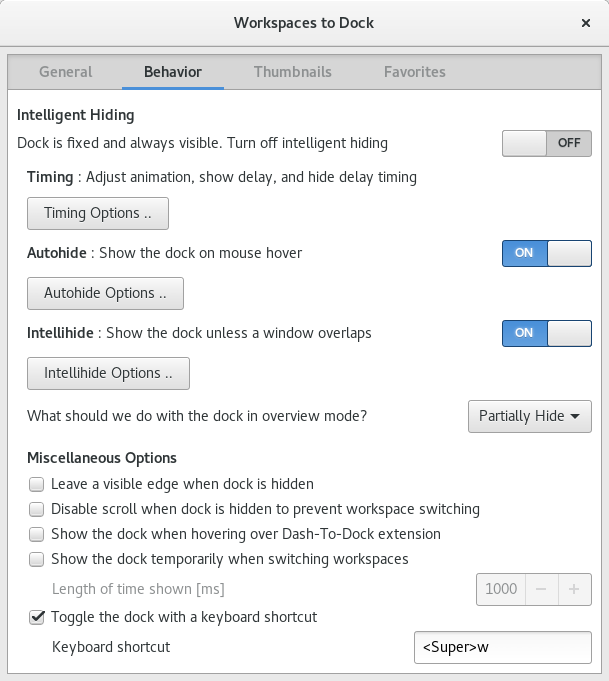 Workspaces to Dock ×
General Behavior Thumbnails Favorites
Intelligent Hiding
Dock is fixed and always visible. Turn off intelligent hiding OFF
Timing : Adjust animation, show delay, and hide delay timing
Timing Options ..
Autohide : Show the dock on mouse hover ON
Autohide Options ..
Intellihide : Show the dock unless a window overlaps ON
Intellihide Options ..
What should we do with the dock in overview mode? Partially Hide
Miscellaneous Options
Leave a visible edge when dock is hidden
Disable scroll when dock is hidden to prevent workspace switching
Show the dock when hovering over Dash-To-Dock extension
Show the dock temporarily when switching workspaces
Length of time shown [ms] 1000 − +
Toggle the dock with a keyboard shortcut
Keyboard shortcut <Super>w